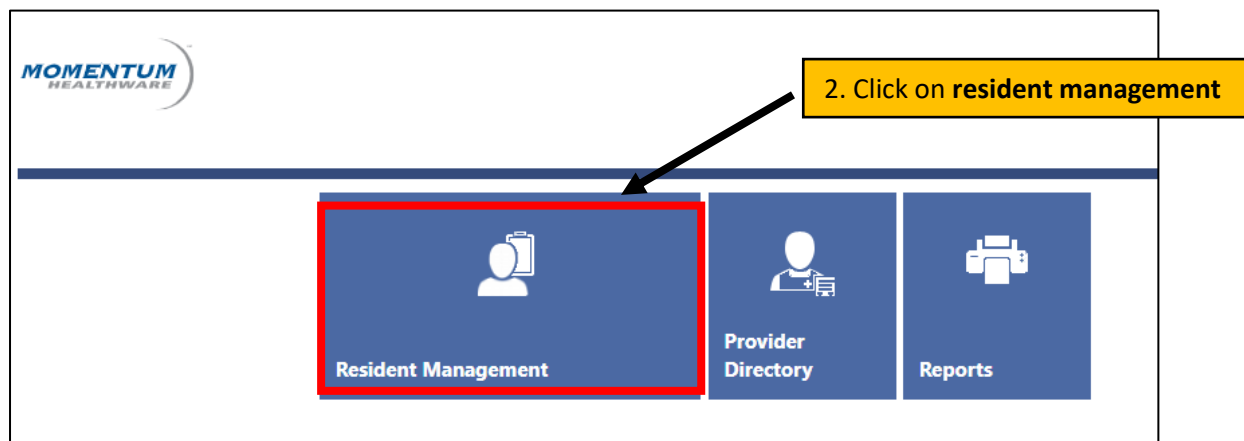 MOMENTUM
HEALTHWARE
2. Click on resident management
Resident Management
Provider
Directory
Reports